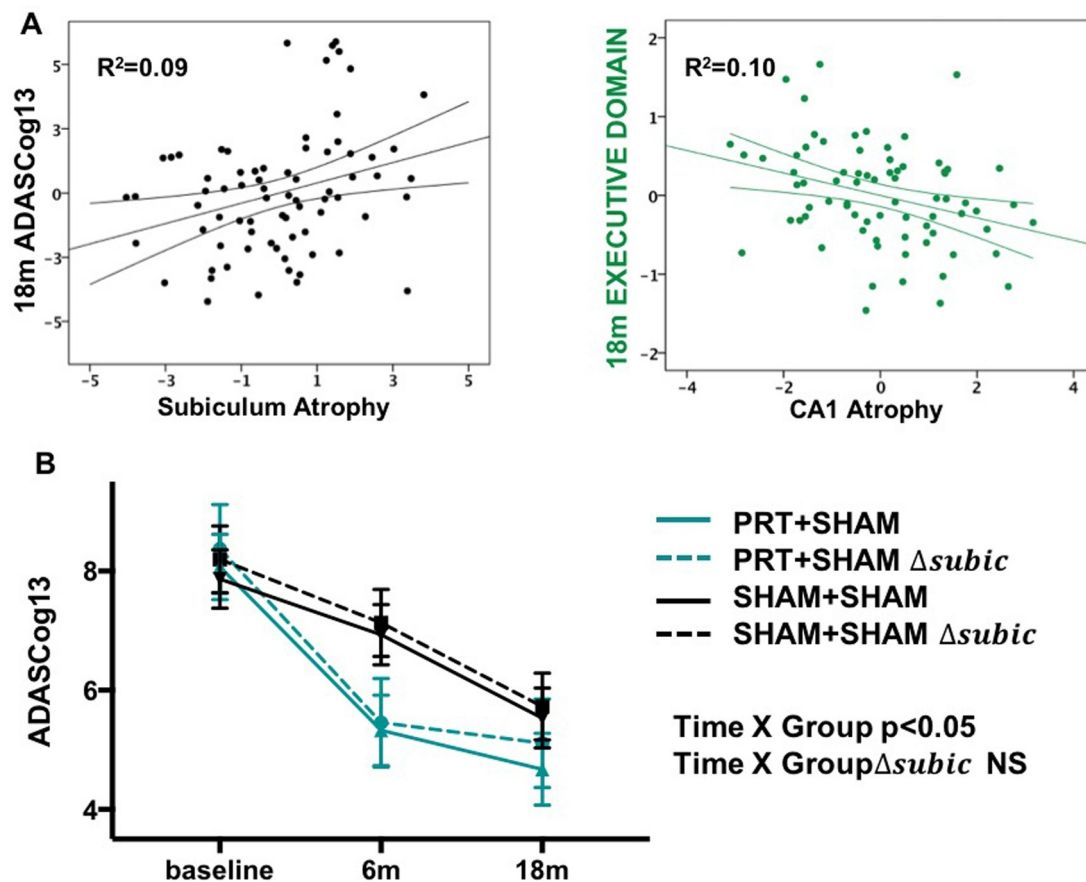 A
R²=0.09
18m ADASCog13
5
3
0
-3
-5
-5
-3
-1
1
3
5
Subiculum Atrophy
R²=0.10
18m EXECUTIVE DOMAIN
2
1
0
-1
-2
-4
-2
0
2
4
CA1 Atrophy
B
ADASCog13
8
6
4
baseline
6m
18m
PRT+SHAM
PRT+SHAM Δsubic
SHAM+SHAM
SHAM+SHAM Δsubic
Time X Group p<0.05
Time X GroupΔsubic NS